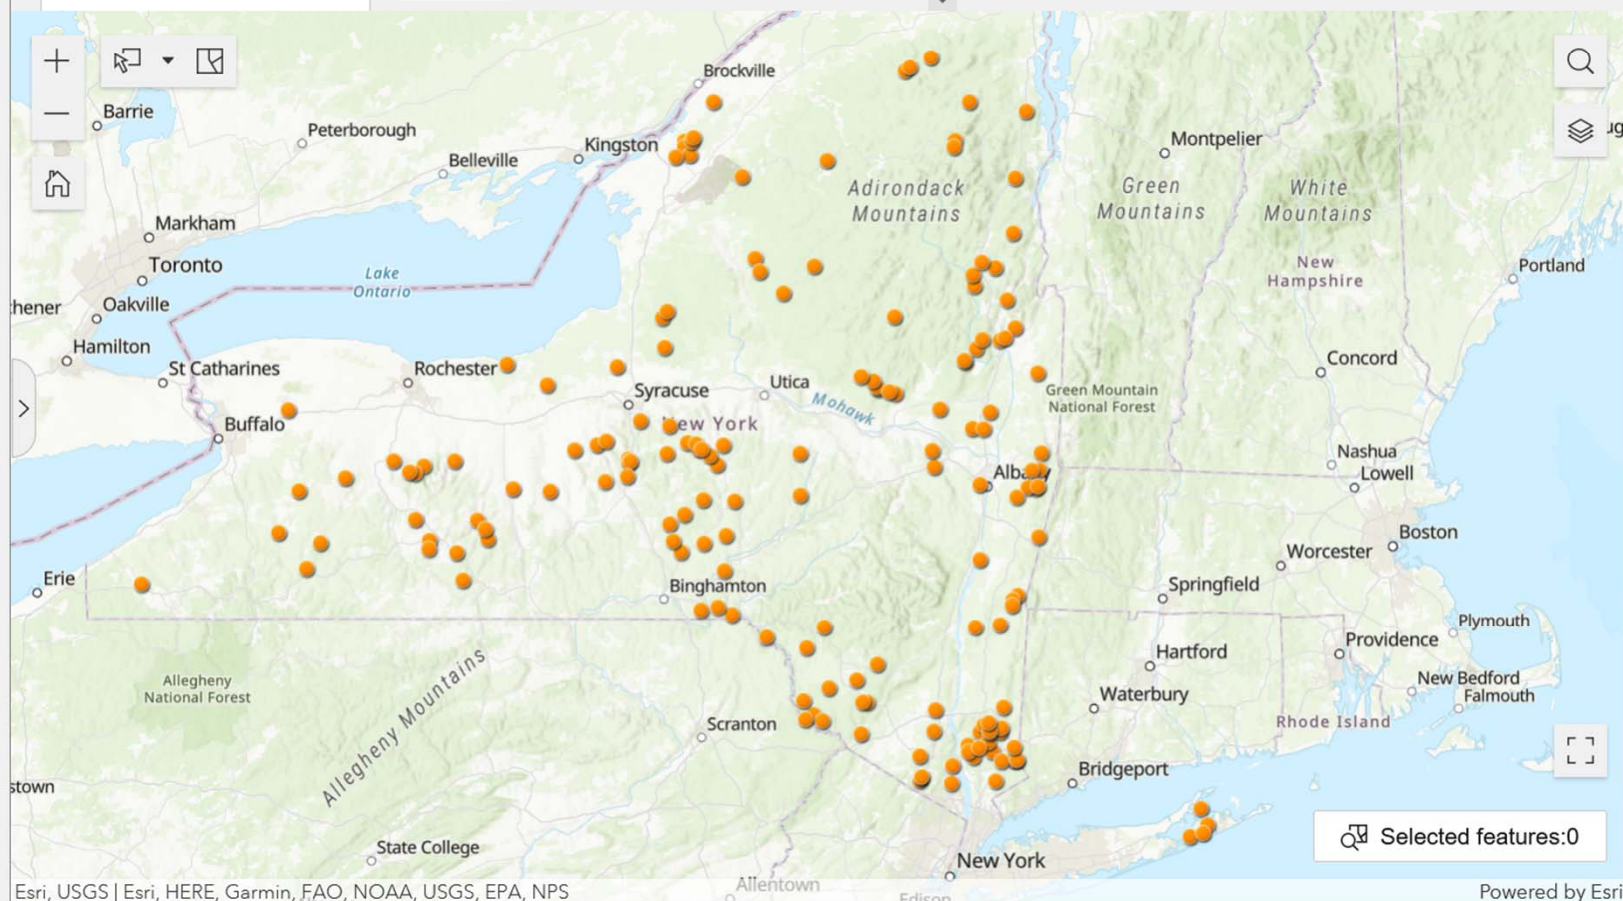 Brockville
Barrie
Peterborough
Kingston
Montpelier
Belleville
Adirondack
Mountains
Green
Mountains
White
Mountains
Markham
Toronto
Lake
Ontario
New
Hampshire
Portland
Oakville
Hamilton
St Catharines
Rochester
Concord
Syracuse
Utica
Mohawk
Green Mountain
National Forest
Buffalo
New York
Nashua
Lowell
Albany
Boston
Worcester
Erie
Binghamton
Springfield
Plymouth
Providence
Hartford
Allegheny
National Forest
New Bedford
Falmouth
Waterbury
Allegheny Mountains
Scranton
Rhode Island
Bridgeport
stown
State College
New York
Selected features:0
Allentown
Edison
Esri, USGS | Esri, HERE, Garmin, FAO, NOAA, USGS, EPA, NPS
Powered by Esri